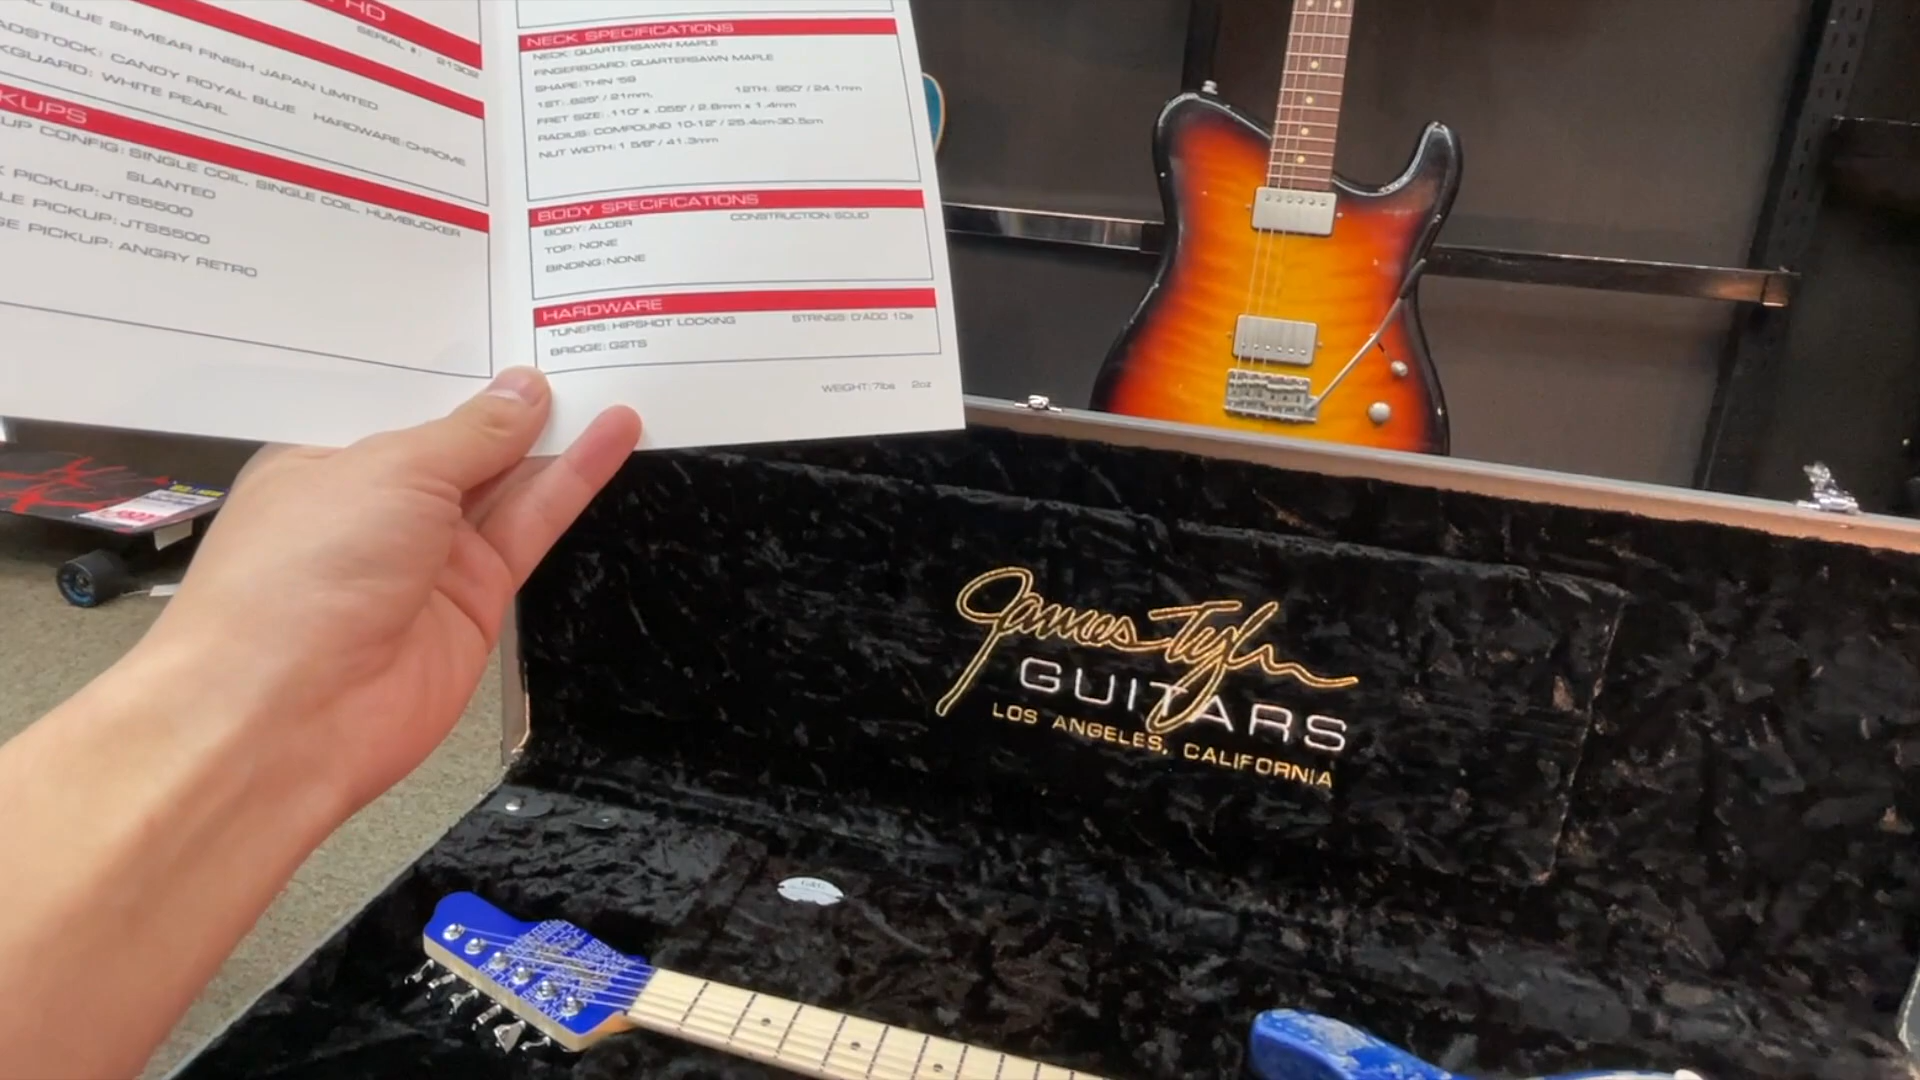 HD
SERIAL #:
21302
BLUE SHMEAR FINISH JAPAN LIMITED
ADSTOCK: CANDY ROYAL BLUE HARDWARE: CHROME
KGUARD: WHITE PEARL
KUPS
UP CONFIG: SINGLE COIL, SINGLE COIL, HUMBUCKER
SLANTED
K PICKUP: JTS5500
LE PICKUP: JTS5500
GE PICKUP: ANGRY RETRO
NECK SPECIFICATIONS
NECK: QUARTERSAWN MAPLE
FINGERBOARD: QUARTERSAWN MAPLE
SHAPE: THIN '59
1ST: .825" / 21mm, 12TH: .950" / 24.1mm
FRET SIZE: .110" x .055" / 2.8mm x 1.4mm
RADIUS: COMPOUND 10-12" / 25.4cm-30.5cm
NUT WIDTH: 1 5/8" / 41.3mm
BODY SPECIFICATIONS
BODY: ALDER CONSTRUCTION: SOLID
TOP: NONE
BINDING: NONE
HARDWARE
TUNERS: HIPSHOT LOCKING STRINGS: D'ADD 10s
BRIDGE: G2TS
WEIGHT: 7lbs 2oz
James Tyler
GUITARS
LOS ANGELES, CALIFORNIA
G&G